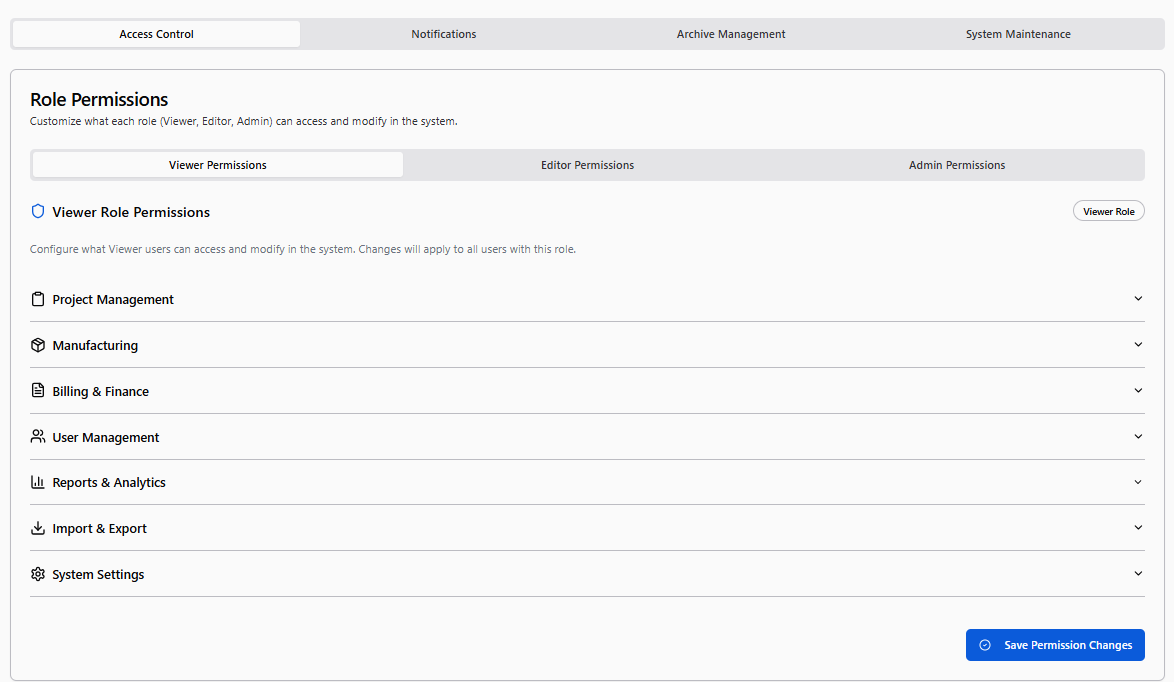 Access Control
Notifications
Archive Management
System Maintenance
Role Permissions
Customize what each role (Viewer, Editor, Admin) can access and modify in the system.
Viewer Permissions
Editor Permissions
Admin Permissions
Viewer Role Permissions
Viewer Role
Configure what Viewer users can access and modify in the system. Changes will apply to all users with this role.
Project Management
Manufacturing
Billing & Finance
User Management
Reports & Analytics
Import & Export
System Settings
Save Permission Changes